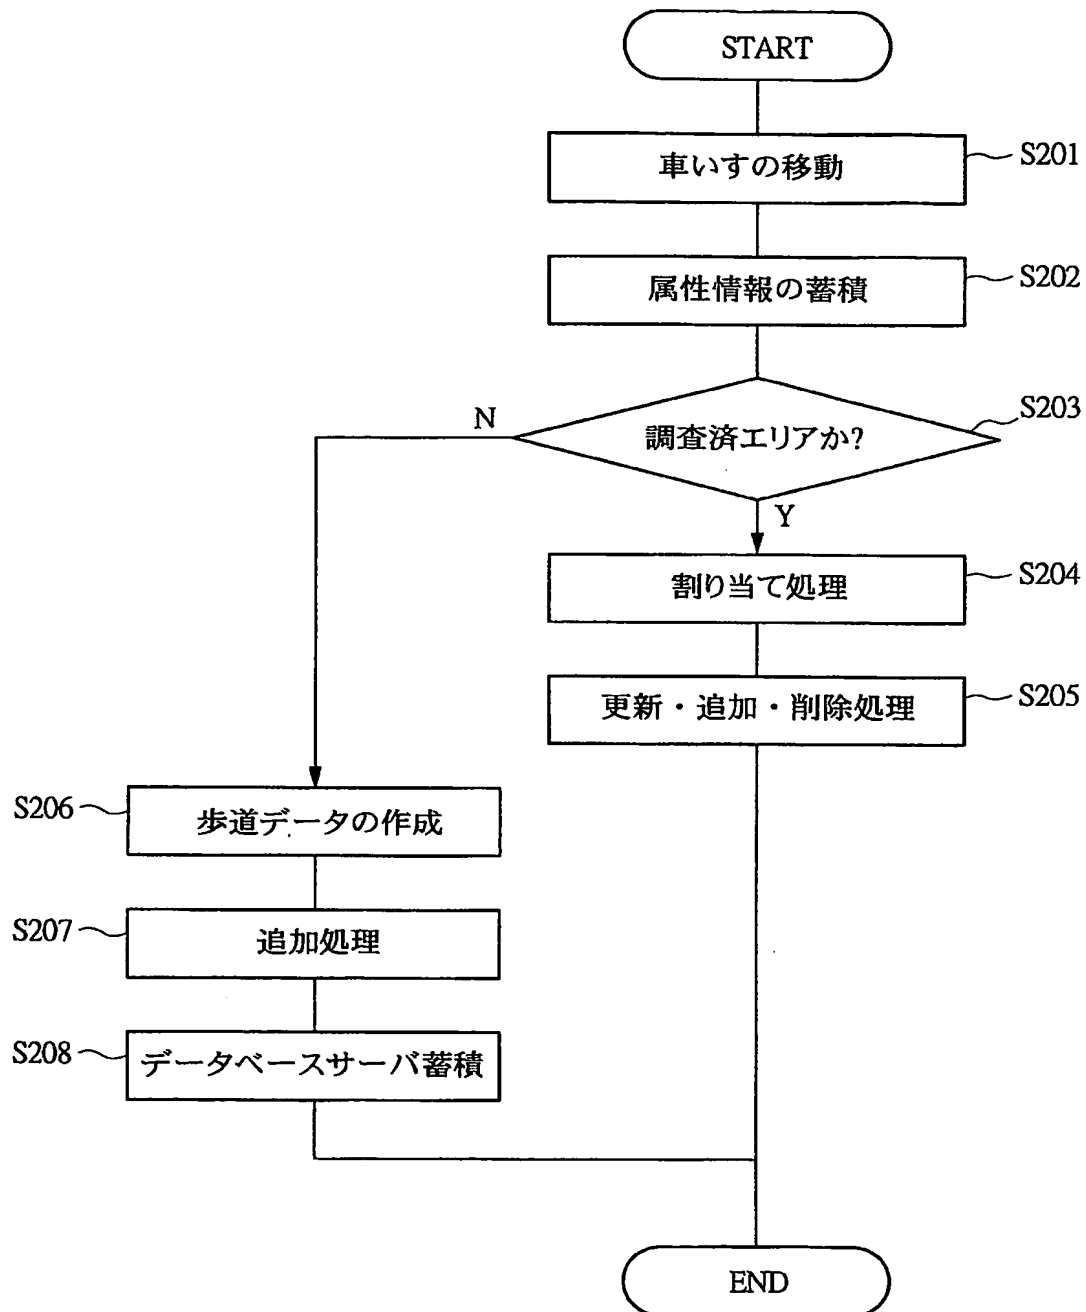 START
車いすの移動
S201
属性情報の蓄積
S202
調査済エリアか?
S203
N
Y
割り当て処理
S204
更新・追加・削除処理
S205
S206
歩道データの作成
S207
追加処理
S208
データベースサーバ蓄積
END